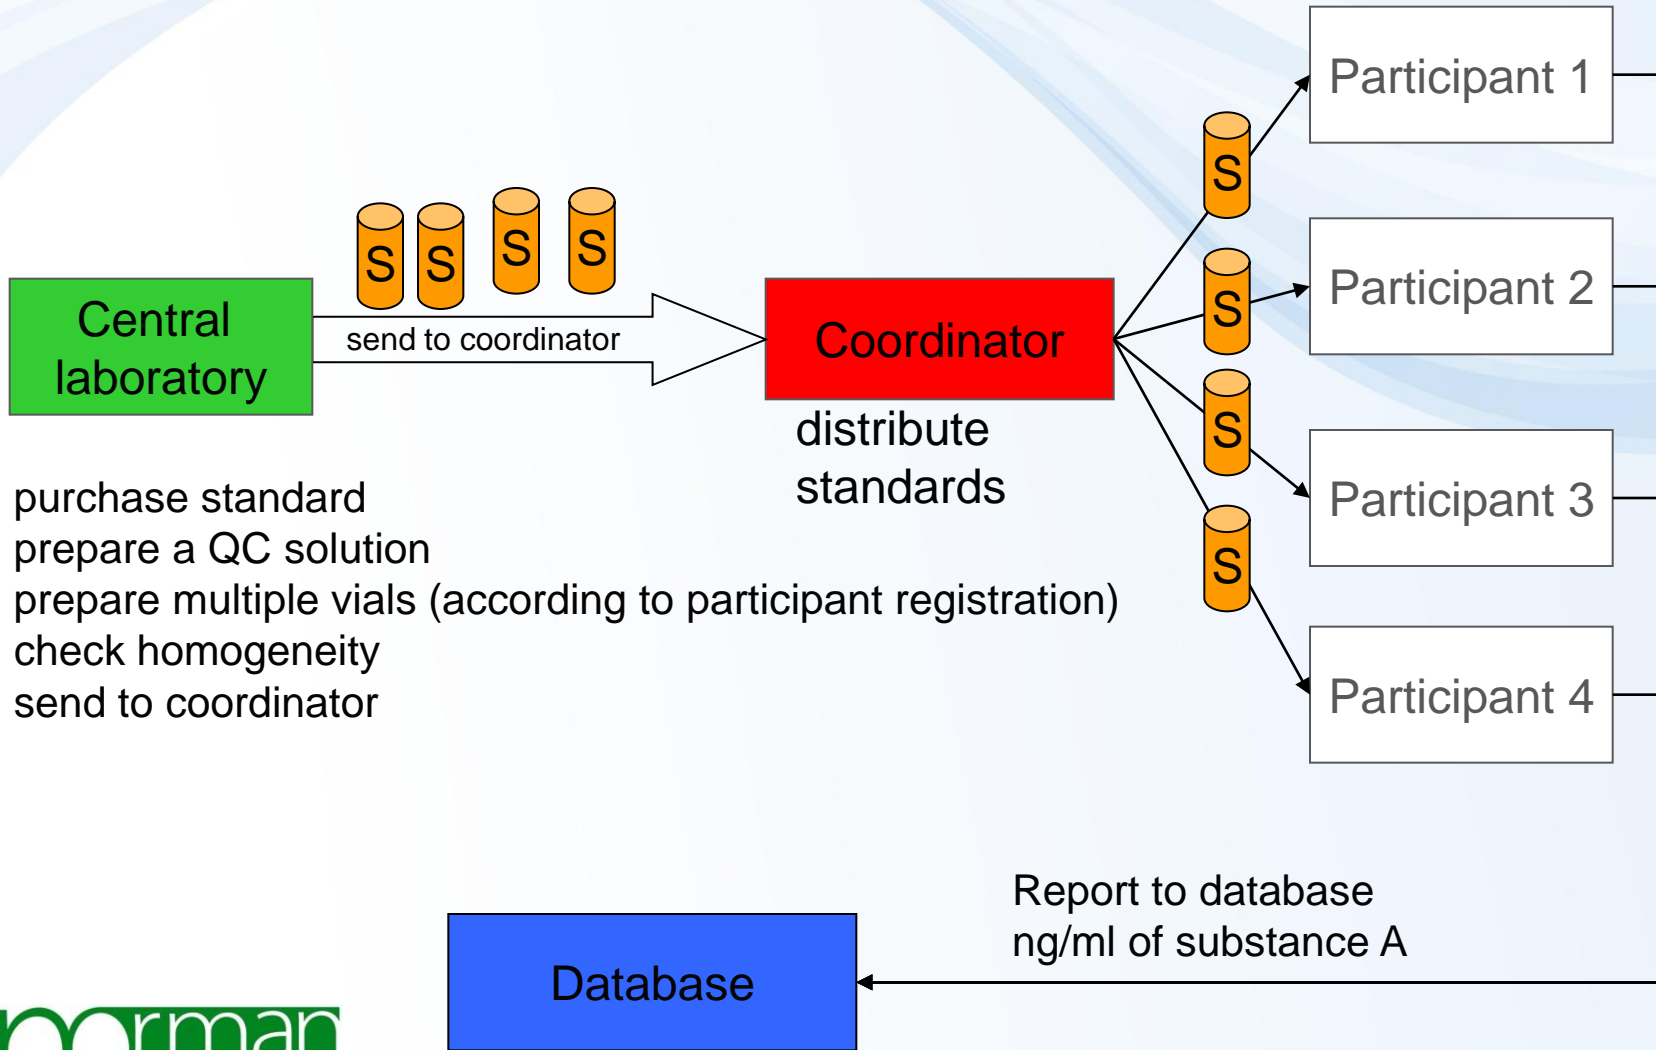 Participant 1
S
S S S S
S
Participant 2
Central
laboratory
send to coordinator
Coordinator
distribute
standards
S
Participant 3
purchase standard
prepare a QC solution
prepare multiple vials (according to participant registration)
check homogeneity
send to coordinator
S
Participant 4
Report to database
ng/ml of substance A
Database
norman